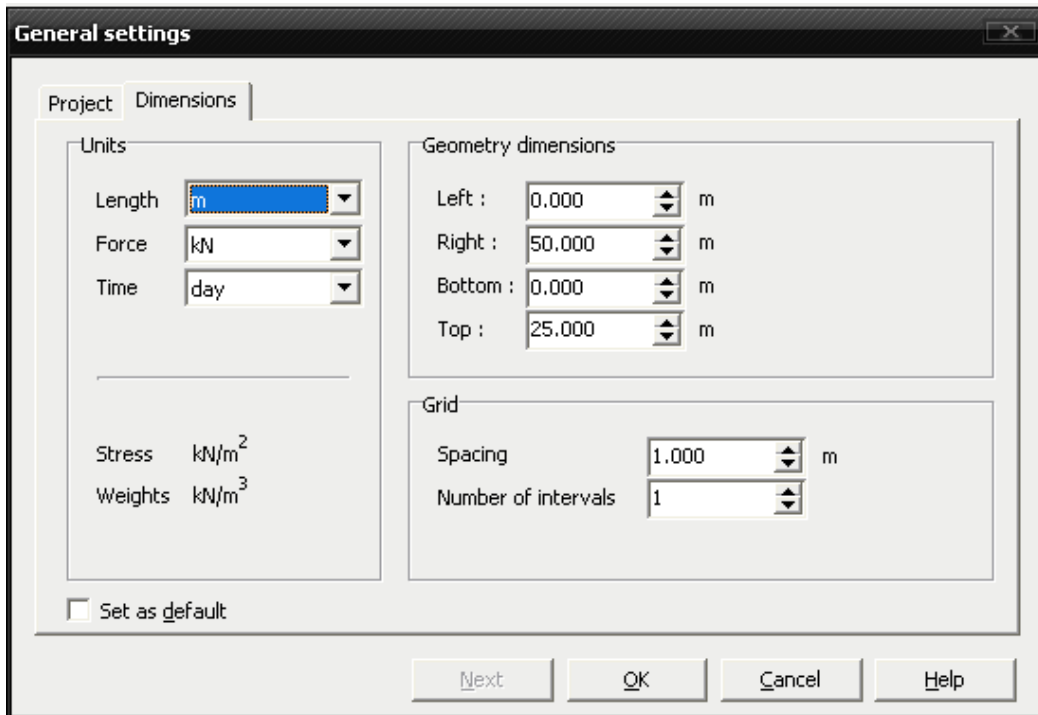 General settings
Project Dimensions
Units
Length m
Force kN
Time day
Stress kN/m²
Weights kN/m³
Geometry dimensions
Left : 0.000 m
Right : 50.000 m
Bottom : 0.000 m
Top : 25.000 m
Grid
Spacing 1.000 m
Number of intervals 1
Set as default
Next OK Cancel Help